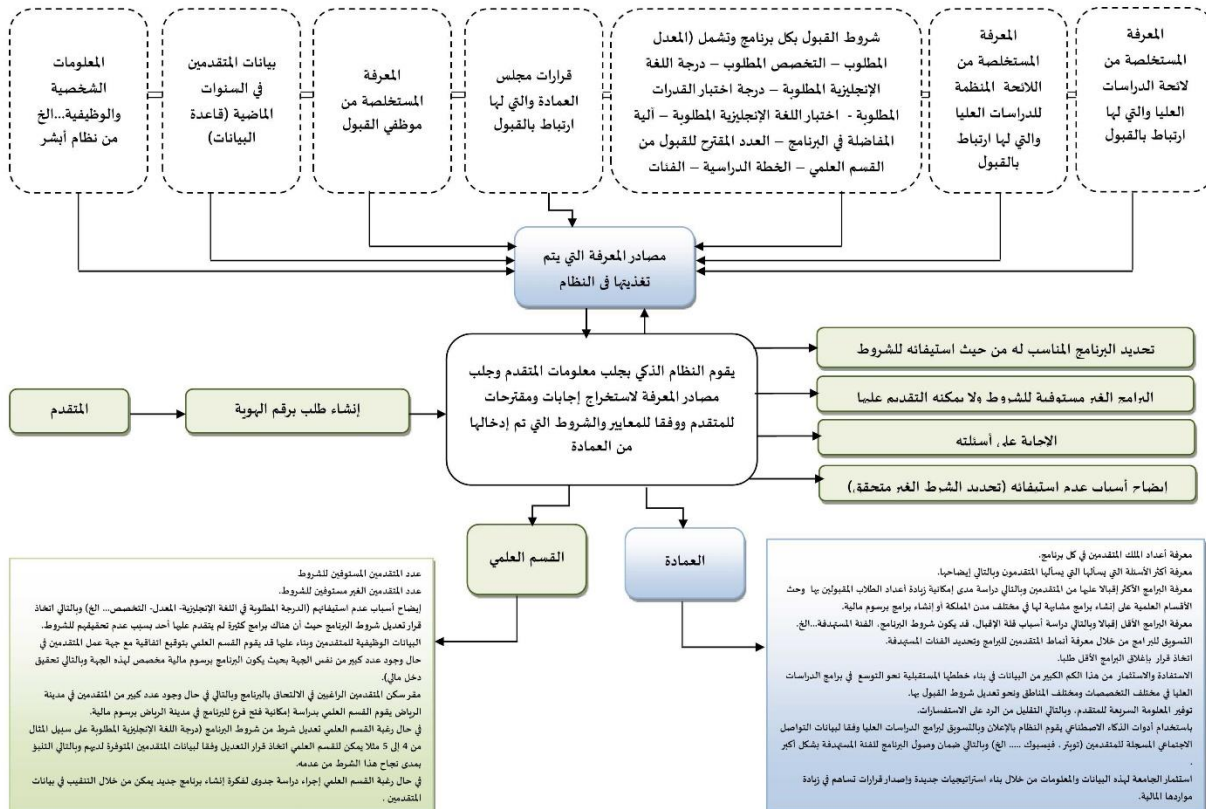 المعرفة
المستخلصة من
لائحة الدراسات
العليا والتي لها
ارتباط بالقبول
المعرفة
المستخلصة من
اللائحة المنظمة
للدراسات العليا
والتي لها ارتباط
بالقبول
شروط القبول بكل برنامج وتشمل (المعدل
المطلوب – التخصص المطلوب – درجة اللغة
الإنجليزية المطلوبة – درجة اختبار القدرات
المطلوبة - اختبار اللغة الإنجليزية المطلوبة – آلية
المفاضلة في البرنامج – العدد المقترح للقبول من
القسم العلمي – الخطة الدراسية – الفئات
قرارات مجلس
العمادة والتي لها
ارتباط بالقبول
المعرفة
المستخلصة من
موظفي القبول
بيانات المتقدمين
في السنوات
الماضية (قاعدة
البيانات)
المعلومات
الشخصية
والوظيفية...الخ
من نظام أبشر
مصادر المعرفة التي يتم
تغذيتها في النظام
يقوم النظام الذكي بجلب معلومات المتقدم وجلب
مصادر المعرفة لاستخراج إجابات ومقترحات
للمتقدم ووفقا للمعايير والشروط التي تم إدخالها
من العمادة
تحديد البرنامج المناسب له من حيث استيفائه للشروط
البرامج الغير مستوفية للشروط ولا يمكنه التقديم عليها
الإجابة على أسئلته
إيضاح أسباب عدم استيفائه (تحديد الشرط الغير متحقق)
إنشاء طلب برقم الهوية
المتقدم
العمادة
القسم العلمي
معرفة أعداد الملك المتقدمين في كل برنامج.
معرفة أكثر الأسئلة التي يسألها التي يسألها المتقدمون وبالتالي إيضاحها.
معرفة البرامج الأكثر إقبالا عليها من المتقدمين وبالتالي دراسة مدى إمكانية زيادة أعداد الطلاب المقبولين بها وحث
الأقسام العلمية على إنشاء برامج مشابهة لها في مختلف مدن المملكة أو إنشاء برامج برسوم مالية.
معرفة البرامج الأقل إقبالا وبالتالي دراسة أسباب قلة الإقبال، قد يكون شروط البرنامج، الفئة المستهدفة...الخ.
التسويق للبرامج من خلال معرفة أنماط المتقدمين للبرامج وتحديد الفئات المستهدفة.
اتخاذ قرار بإغلاق البرامج الأقل طلبا.
الاستفادة والاستثمار من هذا الكم الكبير من البيانات في بناء خططها المستقبلية نحو التوسع في برامج الدراسات
العليا في مختلف التخصصات ومختلف المناطق ونحو تعديل شروط القبول بها.
توفير المعلومة السريعة للمتقدم، وبالتالي التقليل من الرد على الاستفسارات.
باستخدام أدوات الذكاء الاصطناعي يقوم النظام بالإعلان وبالتسويق لبرامج الدراسات العليا وفقا لبيانات التواصل
الاجتماعي المسجلة للمتقدمين (تويتر ، فيسبوك ..... الخ) وبالتالي ضمان وصول البرنامج للفئة المستهدفة بشكل أكبر
.
استثمار الجامعة لهذه البيانات والمعلومات من خلال بناء استراتيجيات جديدة وإصدار قرارات تساهم في زيادة
مواردها المالية.
عدد المتقدمين المستوفين للشروط
عدد المتقدمين الغير مستوفين للشروط.
إيضاح أسباب عدم استيفائهم (الدرجة المطلوبة في اللغة الإنجليزية- المعدل- التخصص... الخ) وبالتالي اتخاذ
قرار تعديل شروط البرنامج حيث أن هناك برامج كثيرة لم يتقدم عليها أحد بسبب عدم تحقيقهم للشروط.
البيانات الوظيفية للمتقدمين وبناء عليها قد يقوم القسم العلمي بتوقيع اتفاقية مع جهة عمل المتقدمين في
حال وجود عدد كبير من نفس الجهة بحيث يكون البرنامج برسوم مالية مخصص لهذه الجهة وبالتالي تحقيق
دخل مالي).
مقر سكن المتقدمين الراغبين في الالتحاق بالبرنامج وبالتالي في حال وجود عدد كبير من المتقدمين في مدينة
الرياض يقوم القسم العلمي بدراسة إمكانية فتح فرع للبرنامج في مدينة الرياض برسوم مالية.
في حال رغبة القسم العلمي تعديل شرط من شروط البرنامج (درجة اللغة الإنجليزية المطلوبة على سبيل المثال
من 4 إلى 5 مثلا يمكن للقسم العلمي اتخاذ قرار التعديل وفقا لبيانات المتقدمين المتوفرة لديهم وبالتالي التنبؤ
بمدى نجاح هذا الشرط من عدمه.
في حال رغبة القسم العلمي إجراء دراسة جدوى لفكرة إنشاء برنامج جديد يمكن من خلال التنقيب في بيانات
المتقدمين .